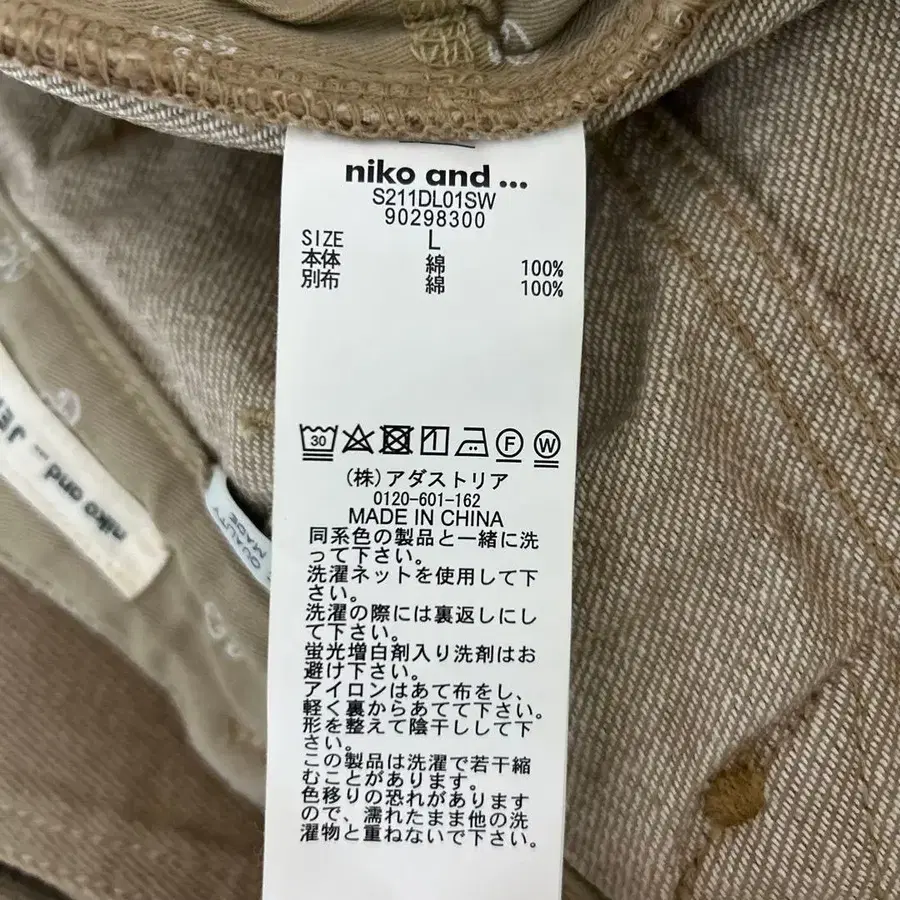 niko and ...
S211DL01SW
90298300
SIZE L
本体 綿 100%
別布 綿 100%
30 F W
(株)アダストリア
0120-601-162
MADE IN CHINA
同系色の製品と一緒に洗
って下さい。
洗濯ネットを使用して下
さい。
洗濯の際には裏返しにし
て下さい。
蛍光増白剤入り洗剤はお
避け下さい。
アイロンはあて布をし、
軽く裏からあてて下さい。
形を整えて陰干しして下
さい。
この製品は洗濯で若干縮
むことがあります。
色移りの恐れがあります
ので、濡れたまま他の洗
濯物と重ねないで下さい。
niko and ...
QUALITY
MADE